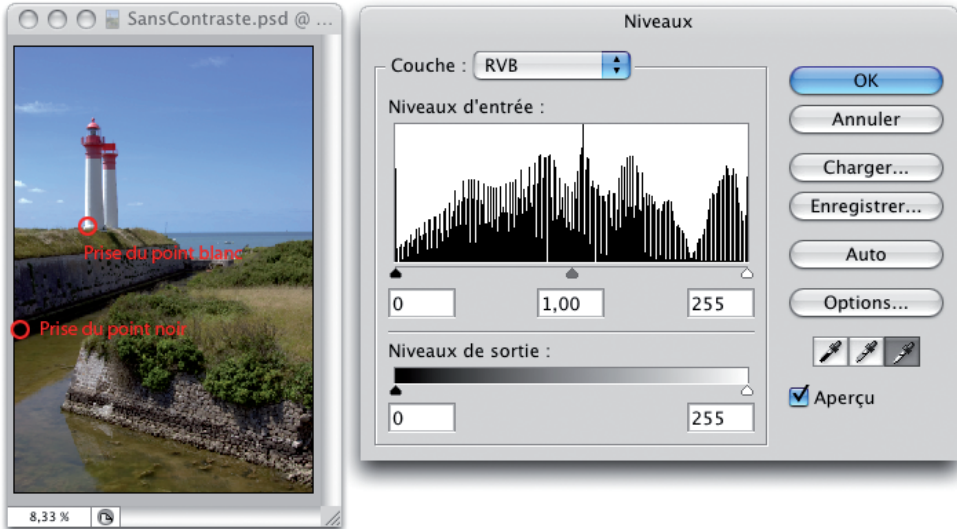 SansContraste.psd @ ...
Prise du point blanc
Prise du point noir
8,33 %
Niveaux
Couche : RVB
Niveaux d'entrée :
0 1,00 255
Niveaux de sortie :
0 255
OK
Annuler
Charger...
Enregistrer...
Auto
Options...
Aperçu